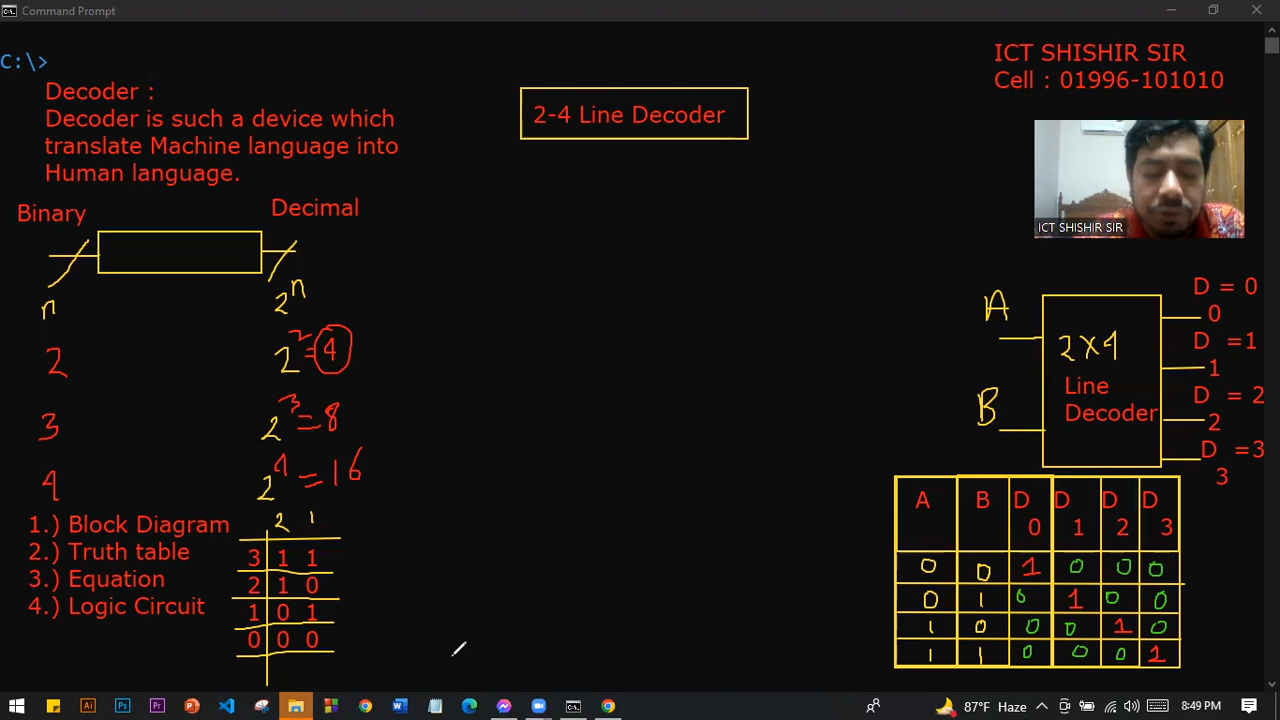 Command Prompt
C:\>
ICT SHISHIR SIR
Cell : 01996-101010
Decoder :
Decoder is such a device which
translate Machine language into
Human language.
2-4 Line Decoder
ICT SHISHIR SIR
Binary
Decimal
n
2^n
2
2^2 = 4
3
2^3 = 8
4
2^4 = 16
1.) Block Diagram
2.) Truth table
3.) Equation
4.) Logic Circuit
2 1
3 1 1
2 1 0
1 0 1
0 0 0
A
B
2X4
Line
Decoder
D = 0
0
D =1
1
D = 2
2
D =3
3
A B D D D D
0 1 2 3
0 0 1 0 0 0
0 1 0 1 0 0
1 0 0 0 1 0
1 1 0 0 0 1
87°F Haze
8:49 PM